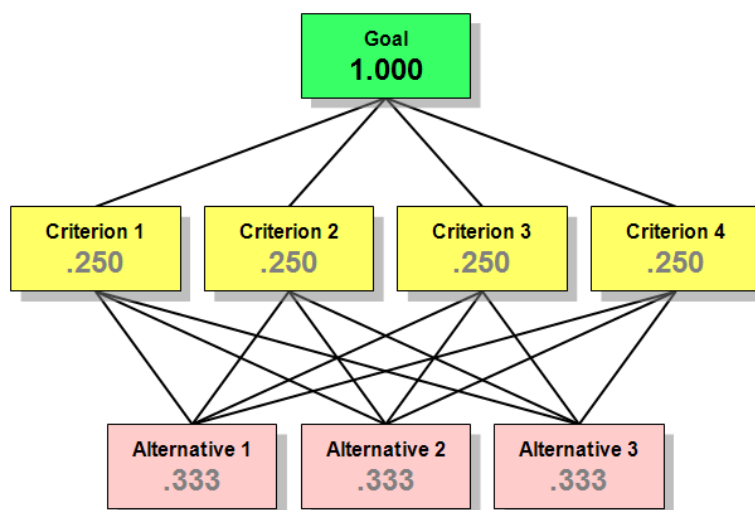 Goal
1.000
Criterion 1
.250
Criterion 2
.250
Criterion 3
.250
Criterion 4
.250
Alternative 1
.333
Alternative 2
.333
Alternative 3
.333